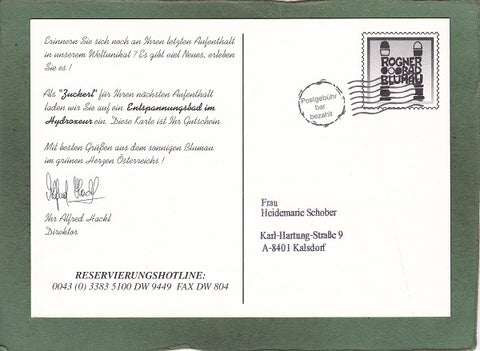 Erinnern Sie sich noch an Ihren letzten Aufenthalt
in unserem Weltunikat ? Es gibt viel Neues, erleben
Sie es !
Als "Zuckerl" für Ihren nächsten Aufenthalt
laden wir Sie auf ein Entspannungsbad im
Hydroxeur ein. Diese Karte ist Ihr Gutschein.
Mit besten Grüßen aus dem sonnigen Blumau
im grünen Herzen Österreichs !
Ihr Alfred Hackl
Direktor
RESERVIERUNGSHOTLINE:
0043 (0) 3383 5100 DW 9449 FAX DW 804
ROGNER
BAD
BLUMAU
Postgebühr
bar
bezahlt
Frau
Heidemarie Schober
Karl-Hartung-Straße 9
A-8401 Kalsdorf